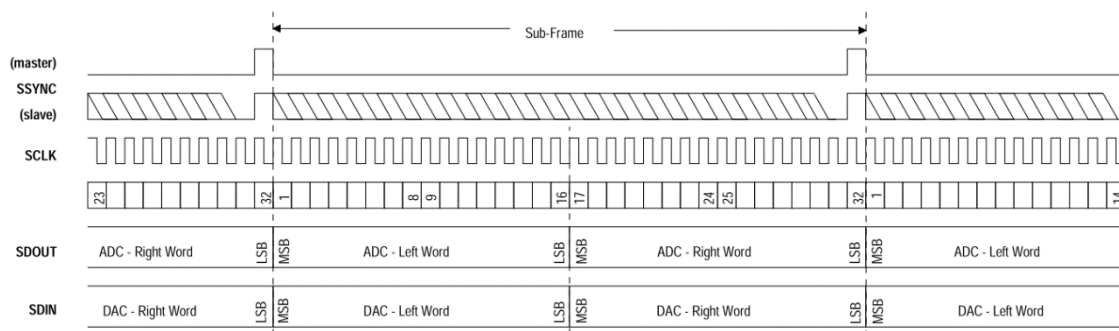 Sub-Frame
(master)
SSYNC
(slave)
SCLK
23 32 1 8 9 16 17 24 25 32 1 14
SDOUT ADC - Right Word LSB MSB ADC - Left Word LSB MSB ADC - Right Word LSB MSB ADC - Left Word
SDIN DAC - Right Word LSB MSB DAC - Left Word LSB MSB DAC - Right Word LSB MSB DAC - Left Word